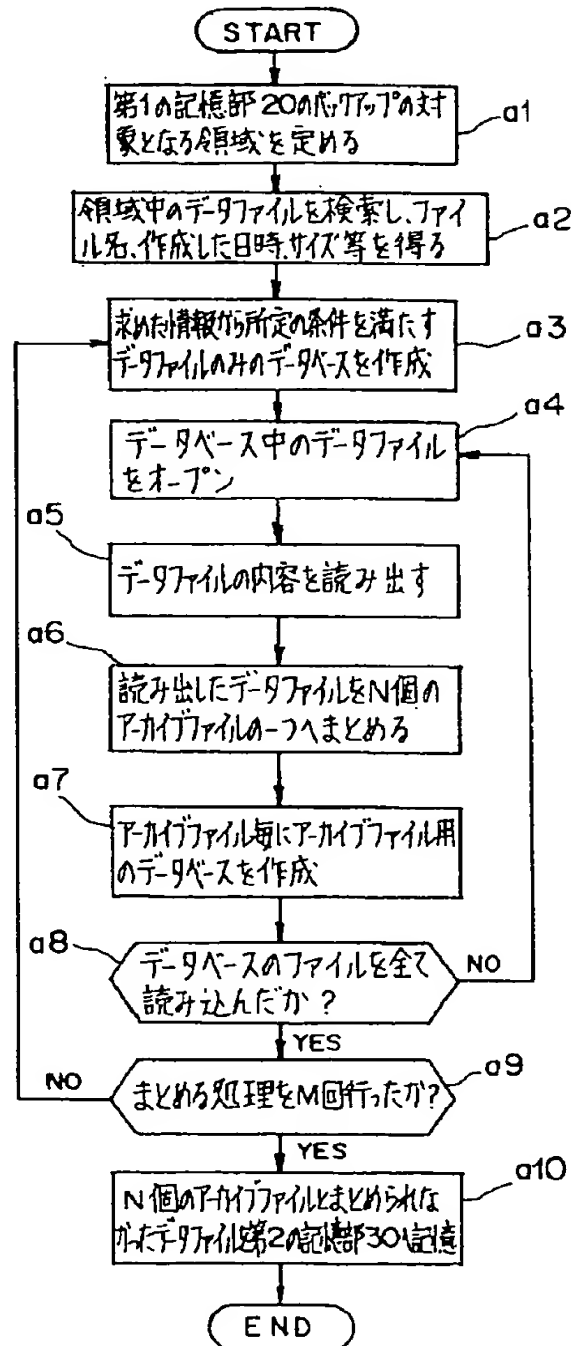 START
第1の記憶部20のバックアップの対
象となる領域を定める
a1
領域中のデータファイルを検索し、ファイ
ル名、作成した日時、サイズ等を得る
a2
求めた情報から所定の条件を満たす
データファイルのみのデータベースを作成
a3
データベース中のデータファイル
をオープン
a4
a5
データファイルの内容を読み出す
a6
読み出したデータファイルをN個の
アーカイブファイルの一つへまとめる
a7
アーカイブファイル毎にアーカイブファイル用
のデータベースを作成
a8
データベースのファイルを全て
読み込んだか?
NO
YES
NO
まとめる処理をM回行ったか?
a9
YES
a10
N個のアーカイブファイルとまとめられな
かったデータファイルを第2の記憶部30へ記憶
END